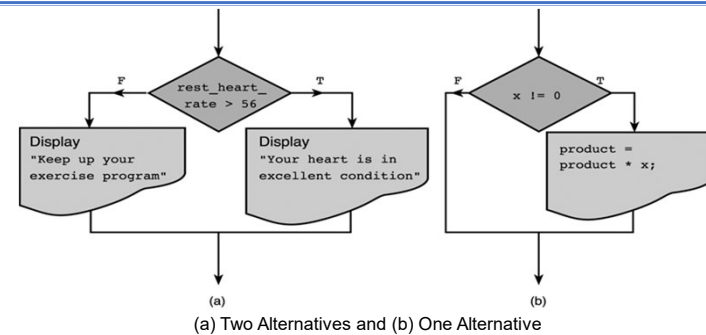 F
rest_heart_
rate > 56
T
Display
"Keep up your
exercise program"
Display
"Your heart is in
excellent condition"
(a)
F
x != 0
T
product =
product * x;
(b)
(a) Two Alternatives and (b) One Alternative